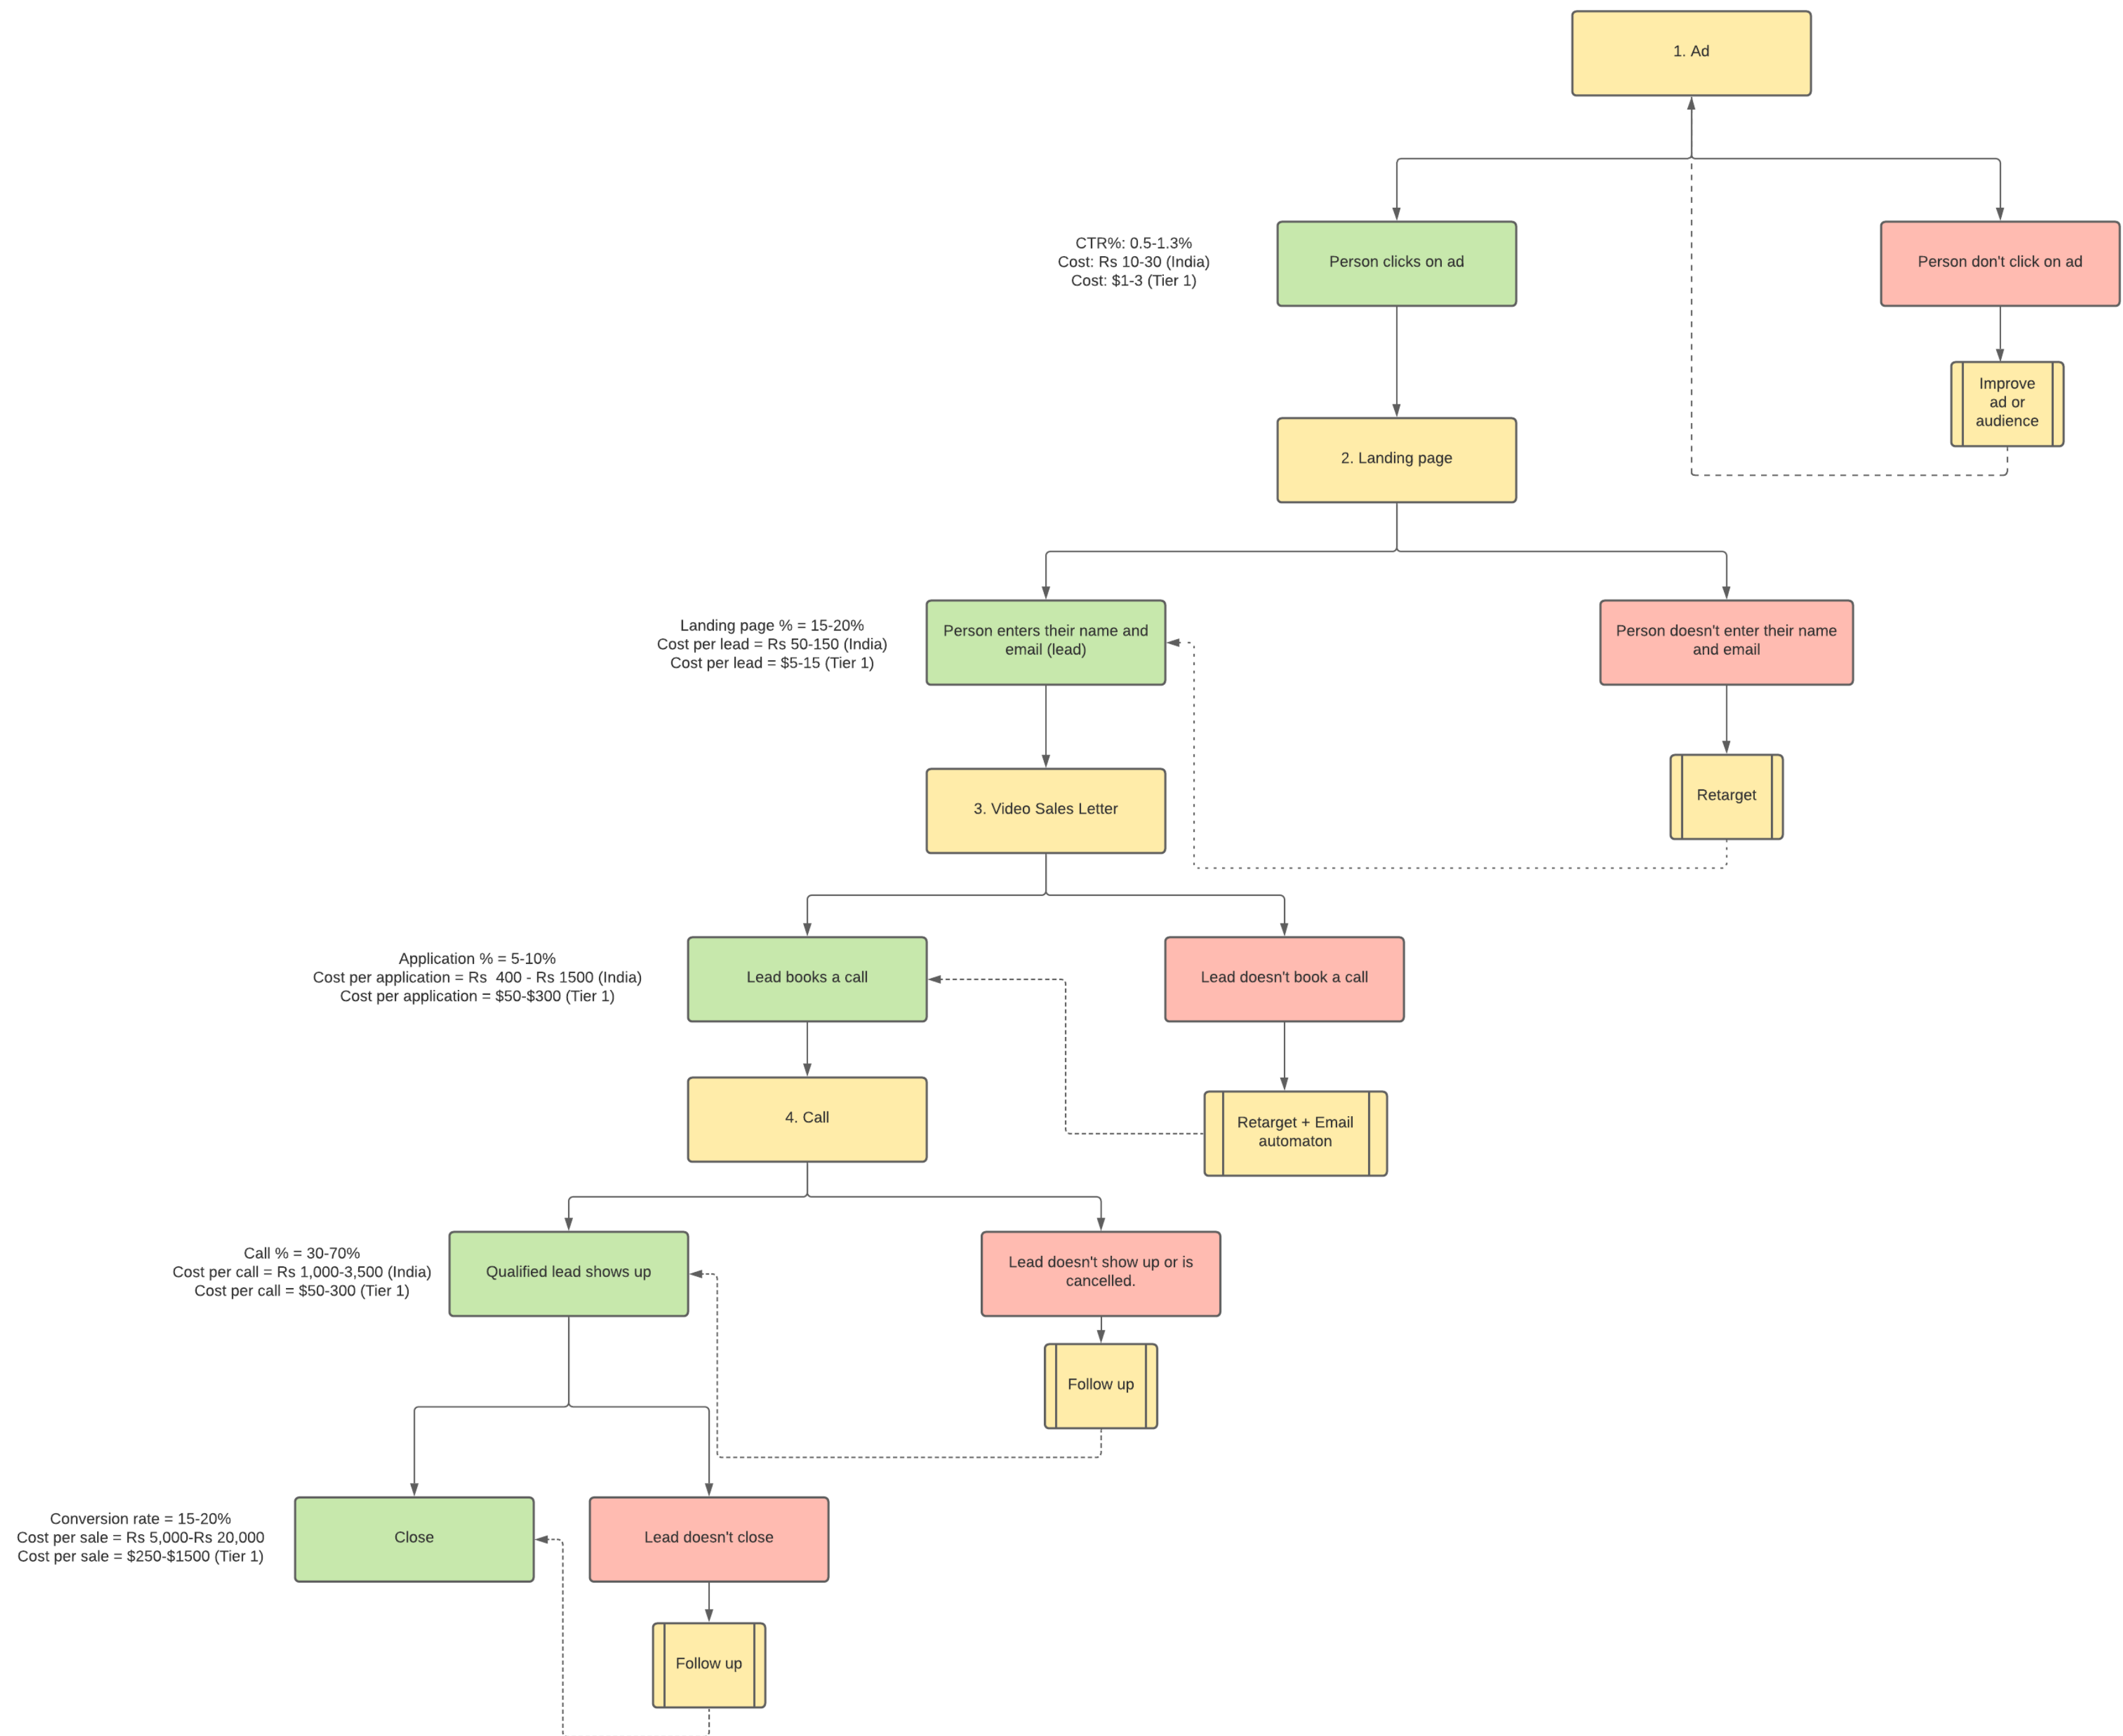 1. Ad
CTR%: 0.5-1.3%
Cost: Rs 10-30 (India)
Cost: $1-3 (Tier 1)
Person clicks on ad
Person don't click on ad
Improve
ad or
audience
2. Landing page
Landing page % = 15-20%
Cost per lead = Rs 50-150 (India)
Cost per lead = $5-15 (Tier 1)
Person enters their name and
email (lead)
Person doesn't enter their name
and email
3. Video Sales Letter
Retarget
Application % = 5-10%
Cost per application = Rs  400 - Rs 1500 (India)
Cost per application = $50-$300 (Tier 1)
Lead books a call
Lead doesn't book a call
4. Call
Retarget + Email
automaton
Call % = 30-70%
Cost per call = Rs 1,000-3,500 (India)
Cost per call = $50-300 (Tier 1)
Qualified lead shows up
Lead doesn't show up or is
cancelled.
Follow up
Conversion rate = 15-20%
Cost per sale = Rs 5,000-Rs 20,000
Cost per sale = $250-$1500 (Tier 1)
Close
Lead doesn't close
Follow up